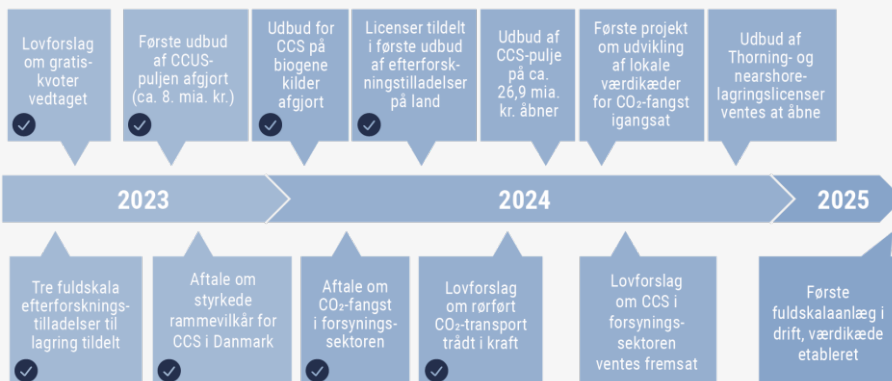 Lovforslag
om gratis-
kvoter
vedtaget
Første udbud
af CCUS-
puljen afgjort
(ca. 8. mia. kr.)
Udbud for
CCS på
biogene
kilder
afgjort
Licenser tildelt
i første udbud
af efterforsk-
ningstilladelser
på land
Udbud af
CCS-pulje
på ca.
26,9 mia.
kr. åbner
Første projekt
om udvikling
af lokale
værdikæder
for CO₂-fangst
igangsat
Udbud af
Thorning- og
nearshore-
lagringslicenser
ventes at åbne
2023
2024
2025
Tre fuldskala
efterforsknings-
tilladelser til
lagring tildelt
Aftale om
styrkede
rammevilkår for
CCS i Danmark
Aftale om
CO₂-fangst
i forsynings-
sektoren
Lovforslag
om rørført
CO₂-transport
trådt i kraft
Lovforslag
om CCS i
forsynings-
sektoren
ventes fremsat
Første
fuldskalaanlæg i
drift, værdikæde
etableret